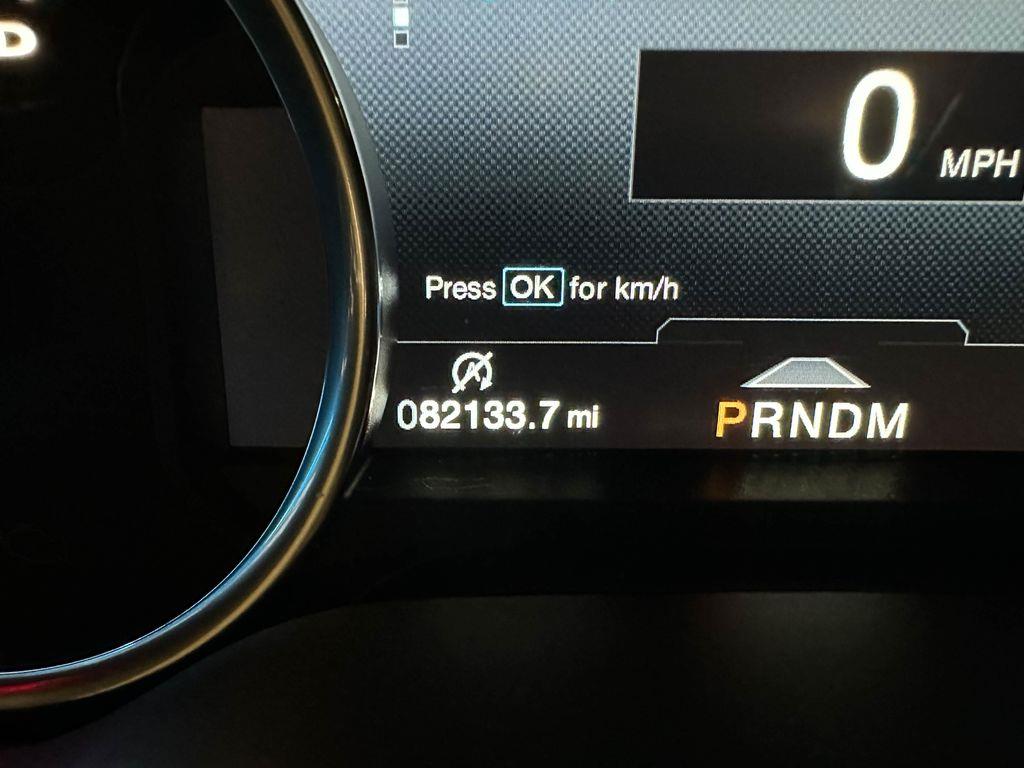 P
0
MPH
Press OK for km/h
A
082133.7 mi
PRNDM